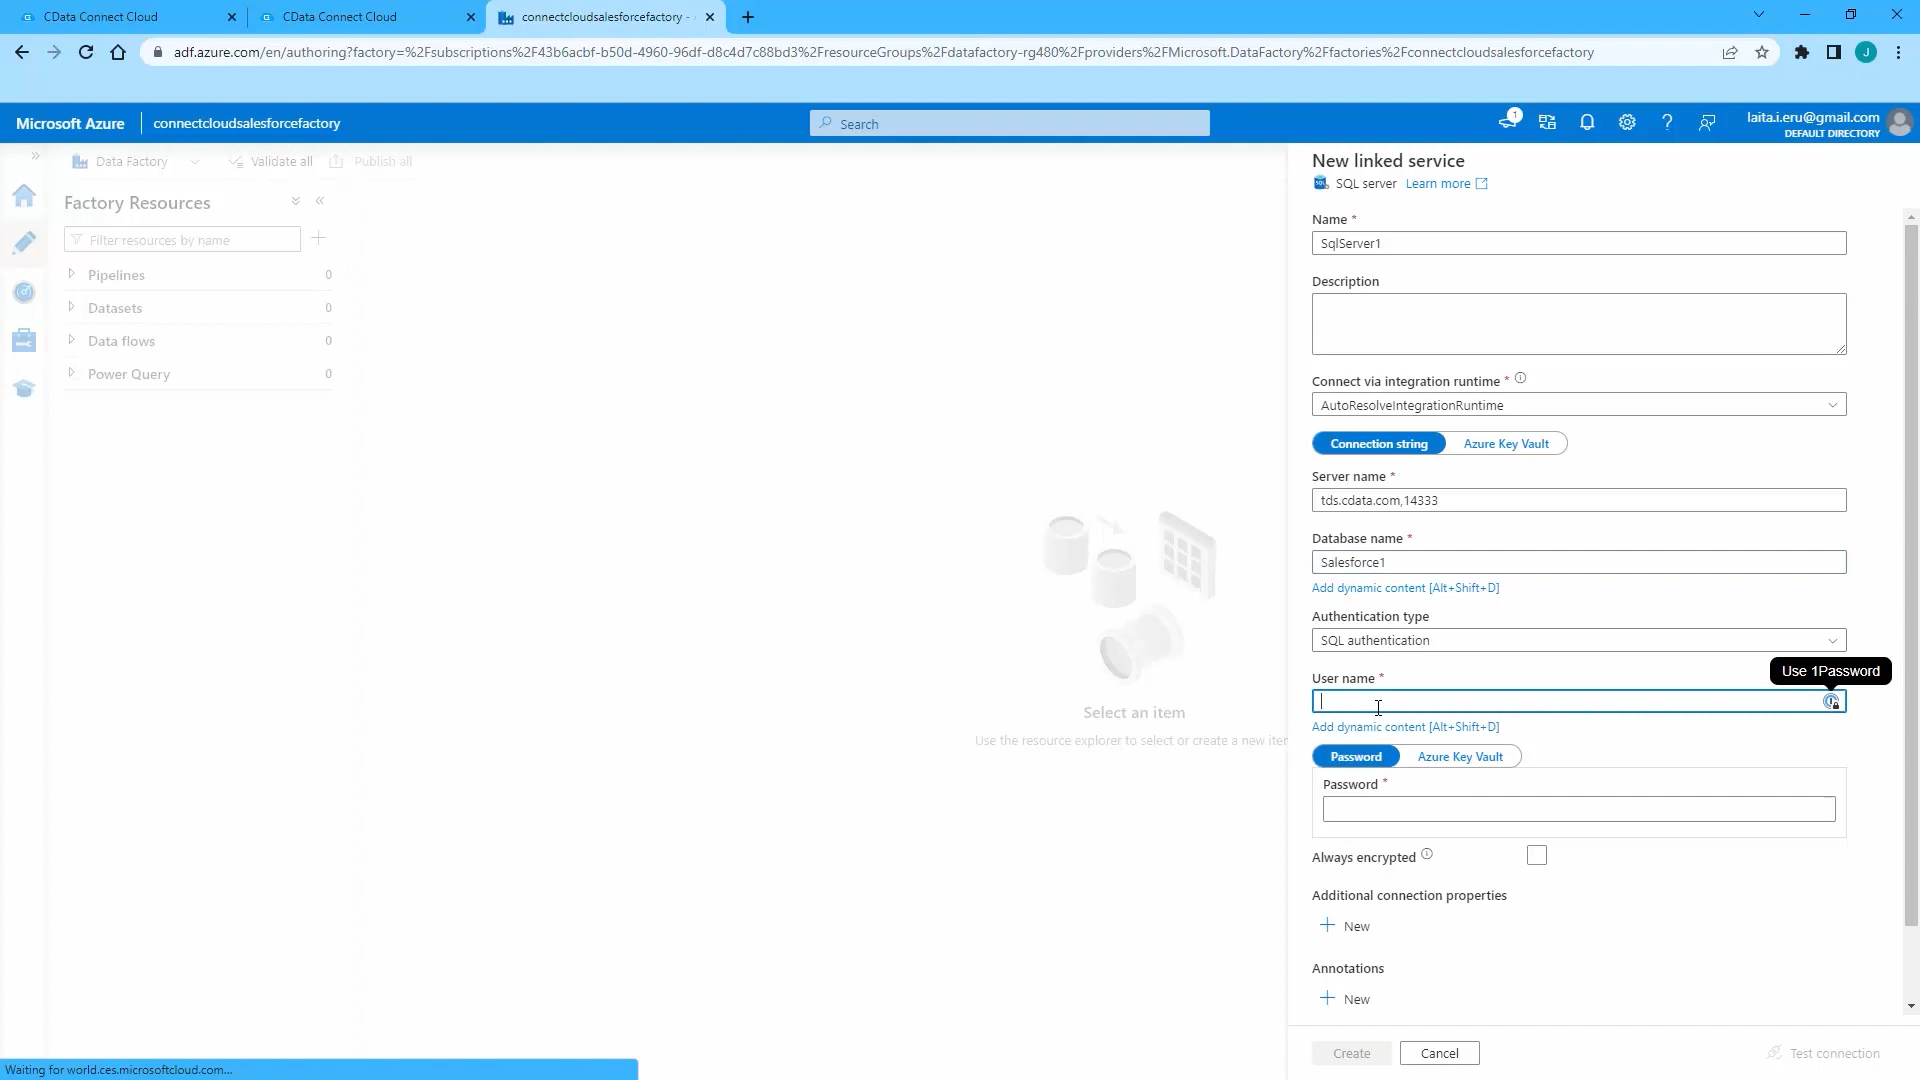 CData Connect Cloud
CData Connect Cloud
connectcloudsalesforcefactory -
adf.azure.com/en/authoring?factory=%2Fsubscriptions%2F43b6acbf-b50d-4960-96df-d8c4d7c88bd3%2FresourceGroups%2Fdatafactory-rg480%2Fproviders%2FMicrosoft.DataFactory%2Ffactories%2Fconnectcloudsalesforcefactory
J
Microsoft Azure
connectcloudsalesforcefactory
Search
1
laita.i.eru@gmail.com
DEFAULT DIRECTORY
Data Factory
Validate all
Publish all
Factory Resources
Filter resources by name
Pipelines 0
Datasets 0
Data flows 0
Power Query 0
Select an item
Use the resource explorer to select or create a new iter
New linked service
SQL server Learn more
Name *
SqlServer1
Description
Connect via integration runtime *
AutoResolveIntegrationRuntime
Connection string Azure Key Vault
Server name *
tds.cdata.com,14333
Database name *
Salesforce1
Add dynamic content [Alt+Shift+D]
Authentication type
SQL authentication
Use 1Password
User name *
Add dynamic content [Alt+Shift+D]
Password Azure Key Vault
Password *
Always encrypted
Additional connection properties
New
Annotations
New
Create Cancel Test connection
Waiting for world.ces.microsoftcloud.com...